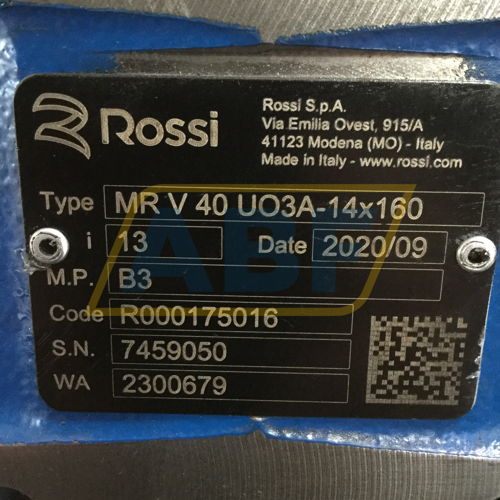 Rossi
Rossi S.p.A.
Via Emilia Ovest, 915/A
41123 Modena (MO) - Italy
Made in Italy - www.rossi.com
Type MR V 40 UO3A-14x160
i 13 Date 2020/09
M.P. B3
Code R000175016
S.N. 7459050
WA 2300679
ABF